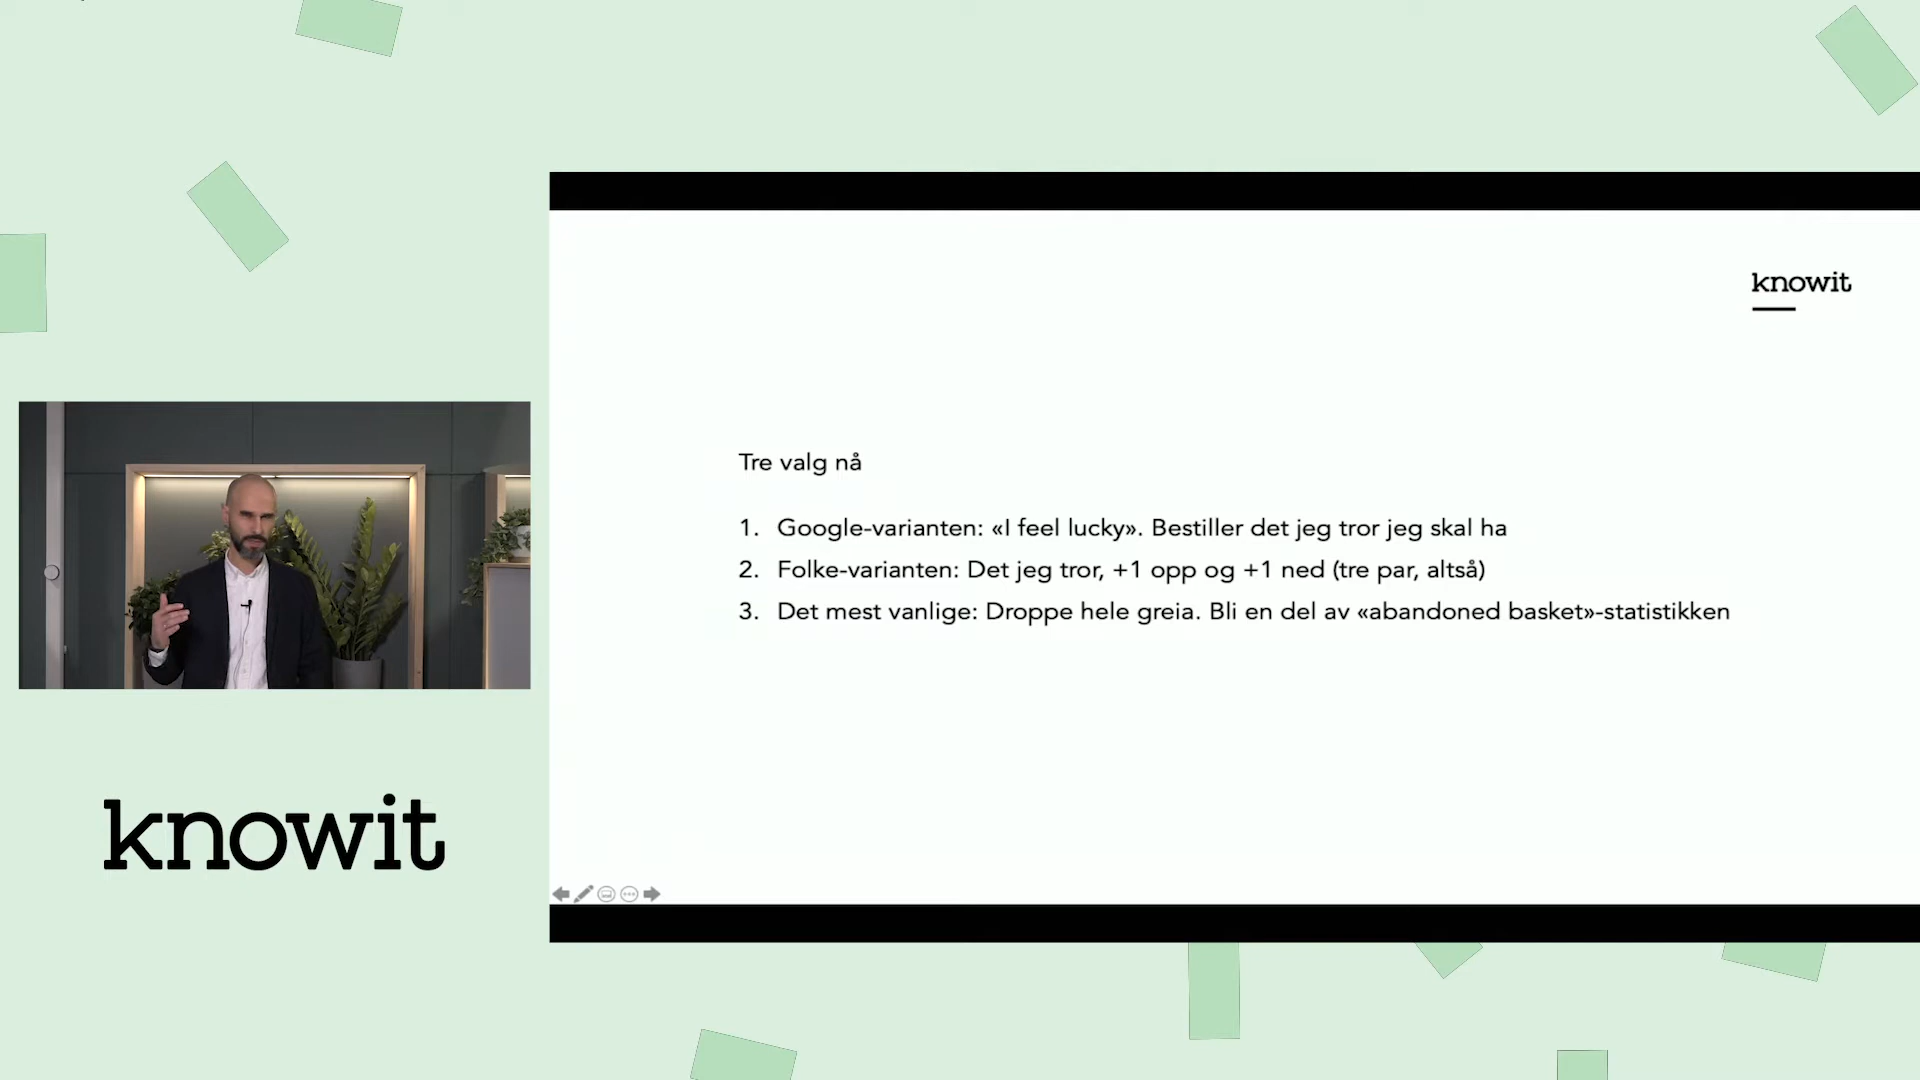 knowit
Tre valg nå
1. Google-varianten: «I feel lucky». Bestiller det jeg tror jeg skal ha
2. Folke-varianten: Det jeg tror, +1 opp og +1 ned (tre par, altså)
3. Det mest vanlige: Droppe hele greia. Bli en del av «abandoned basket»-statistikken
knowit